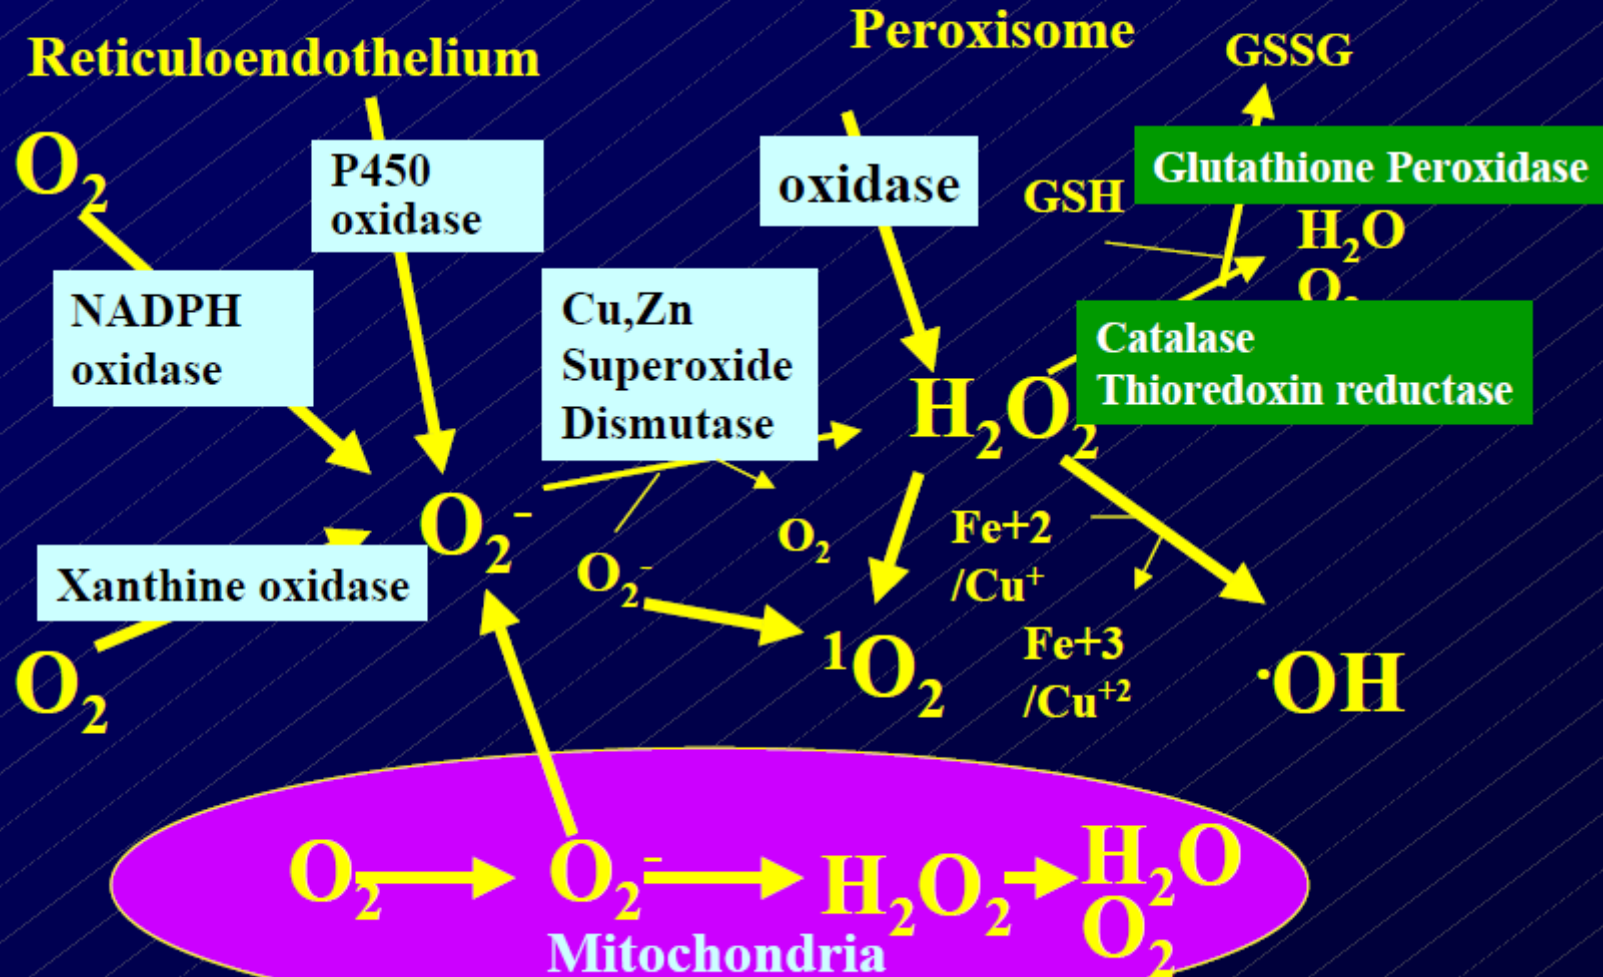 Reticuloendothelium
Peroxisome
GSSG
O₂
P450
oxidase
oxidase
GSH
Glutathione Peroxidase
H₂O
NADPH
oxidase
Cu,Zn
Superoxide
Dismutase
Catalase
Thioredoxin reductase
H₂O₂
O₂⁻
O₂⁻
O₂
Fe+2
/Cu⁺
Xanthine oxidase
O₂
¹O₂
Fe+3
/Cu⁺²
·OH
O₂
O₂⁻
H₂O₂
H₂O
O₂
Mitochondria